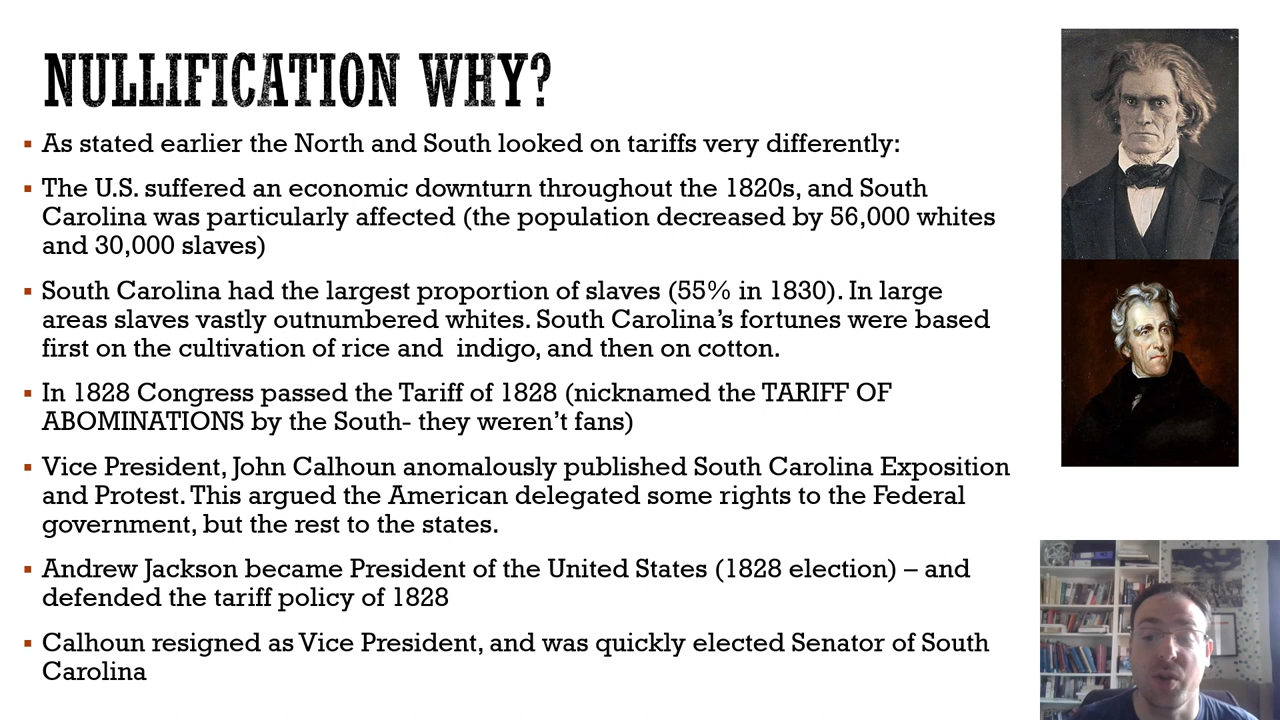 NULLIFICATION WHY?
As stated earlier the North and South looked on tariffs very differently:
The U.S. suffered an economic downturn throughout the 1820s, and South
Carolina was particularly affected (the population decreased by 56,000 whites
and 30,000 slaves)
South Carolina had the largest proportion of slaves (55% in 1830). In large
areas slaves vastly outnumbered whites. South Carolina's fortunes were based
first on the cultivation of rice and  indigo, and then on cotton.
In 1828 Congress passed the Tariff of 1828 (nicknamed the TARIFF OF
ABOMINATIONS by the South- they weren't fans)
Vice President, John Calhoun anomalously published South Carolina Exposition
and Protest. This argued the American delegated some rights to the Federal
government, but the rest to the states.
Andrew Jackson became President of the United States (1828 election) – and
defended the tariff policy of 1828
Calhoun resigned as Vice President, and was quickly elected Senator of South
Carolina